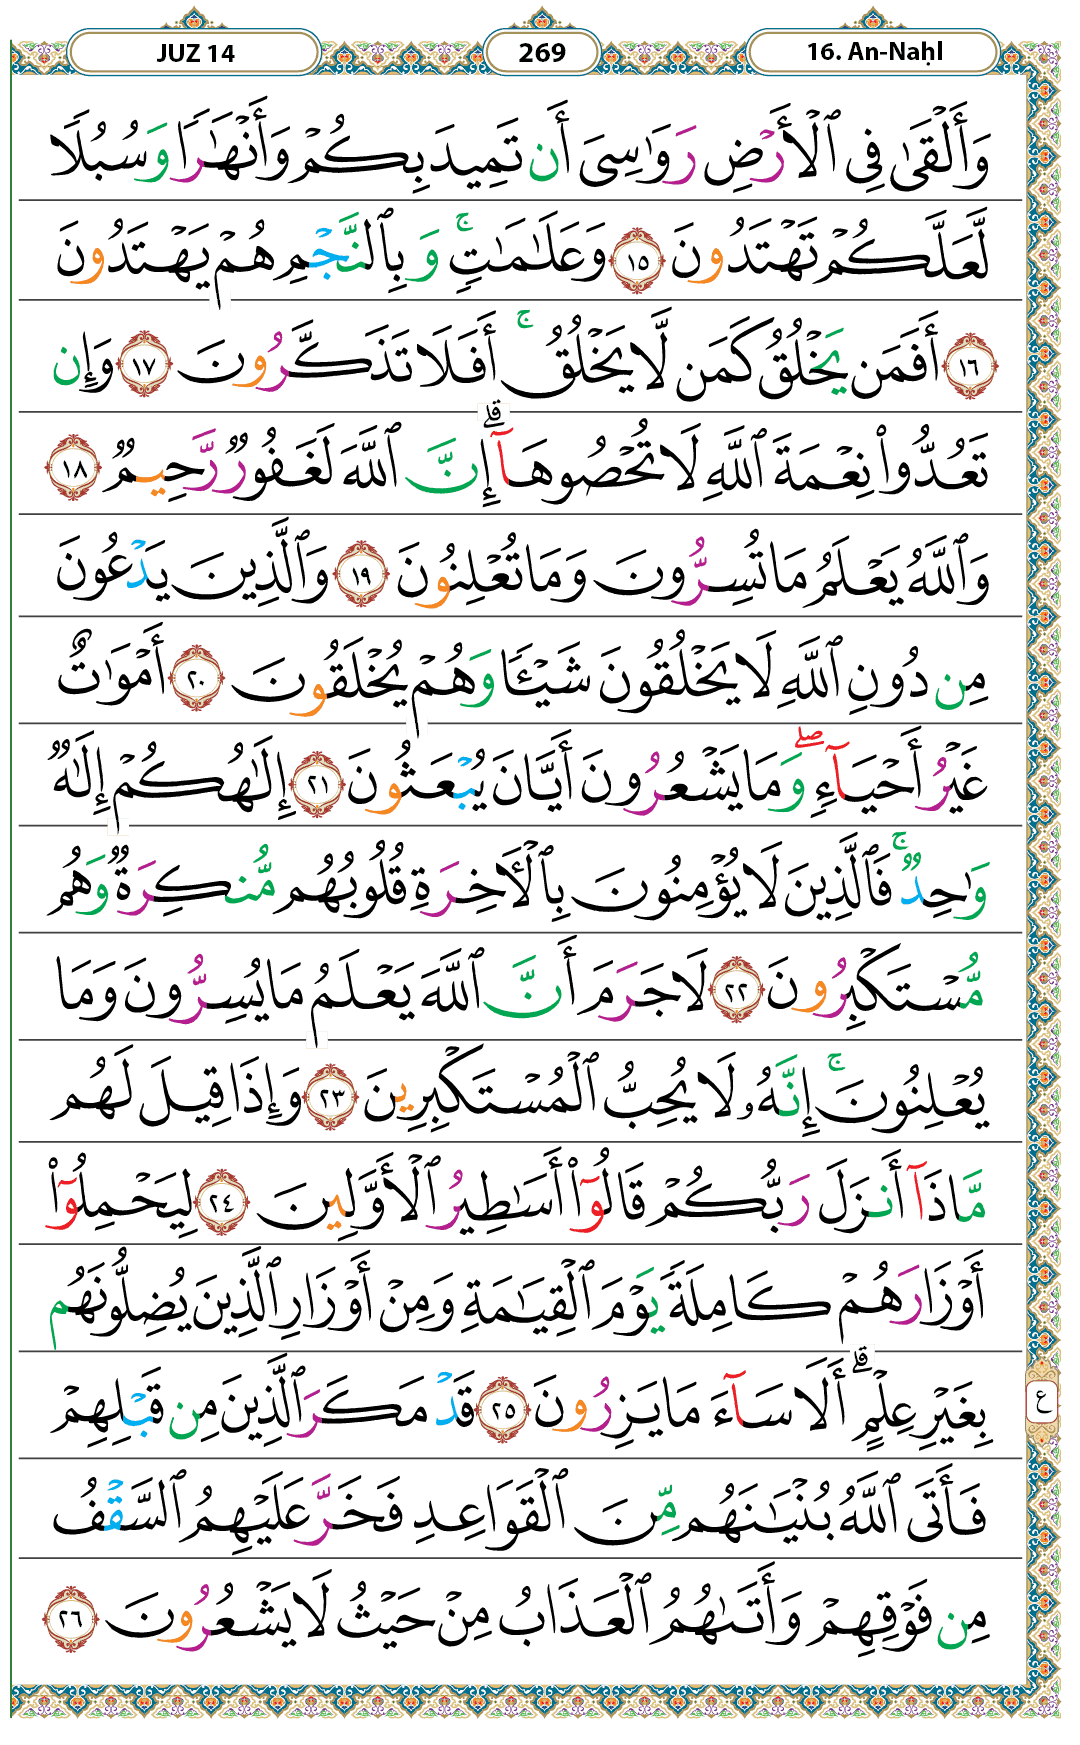 JUZ 14
269
16. An-Naḥl
وَأَلۡقَىٰ فِي ٱلۡأَرۡضِ رَوَٰسِيَ أَن تَمِيدَ بِكُمۡ وَأَنۡهَٰرٗا وَسُبُلٗا
لَّعَلَّكُمۡ تَهۡتَدُونَ ١٥ وَعَلَٰمَٰتٖۚ وَبِٱلنَّجۡمِ هُمۡ يَهۡتَدُونَ
١٦ أَفَمَن يَخۡلُقُ كَمَن لَّا يَخۡلُقُۚ أَفَلَا تَذَكَّرُونَ ١٧ وَإِن
تَعُدُّواْ نِعۡمَةَ ٱللَّهِ لَا تُحۡصُوهَآۗ إِنَّ ٱللَّهَ لَغَفُورٞ رَّحِيمٞ ١٨
وَٱللَّهُ يَعۡلَمُ مَا تُسِرُّونَ وَمَا تُعۡلِنُونَ ١٩ وَٱلَّذِينَ يَدۡعُونَ
مِن دُونِ ٱللَّهِ لَا يَخۡلُقُونَ شَيۡـٔٗا وَهُمۡ يُخۡلَقُونَ ٢٠ أَمۡوَٰتٌ
غَيۡرُ أَحۡيَآءٖۖ وَمَا يَشۡعُرُونَ أَيَّانَ يُبۡعَثُونَ ٢١ إِلَٰهُكُمۡ إِلَٰهٞ
وَٰحِدٞۚ فَٱلَّذِينَ لَا يُؤۡمِنُونَ بِٱلۡأٓخِرَةِ قُلُوبُهُم مُّنكِرَةٞ وَهُم
مُّسۡتَكۡبِرُونَ ٢٢ لَا جَرَمَ أَنَّ ٱللَّهَ يَعۡلَمُ مَا يُسِرُّونَ وَمَا
يُعۡلِنُونَۚ إِنَّهُۥ لَا يُحِبُّ ٱلۡمُسۡتَكۡبِرِينَ ٢٣ وَإِذَا قِيلَ لَهُم
مَّاذَآ أَنزَلَ رَبُّكُمۡ قَالُوٓاْ أَسَٰطِيرُ ٱلۡأَوَّلِينَ ٢٤ لِيَحۡمِلُوٓاْ
أَوۡزَارَهُمۡ كَامِلَةٗ يَوۡمَ ٱلۡقِيَٰمَةِ وَمِنۡ أَوۡزَارِ ٱلَّذِينَ يُضِلُّونَهُم
بِغَيۡرِ عِلۡمٍۗ أَلَا سَآءَ مَا يَزِرُونَ ٢٥ قَدۡ مَكَرَ ٱلَّذِينَ مِن قَبۡلِهِمۡ
ع
فَأَتَى ٱللَّهُ بُنۡيَٰنَهُم مِّنَ ٱلۡقَوَاعِدِ فَخَرَّ عَلَيۡهِمُ ٱلسَّقۡفُ
مِن فَوۡقِهِمۡ وَأَتَىٰهُمُ ٱلۡعَذَابُ مِنۡ حَيۡثُ لَا يَشۡعُرُونَ ٢٦